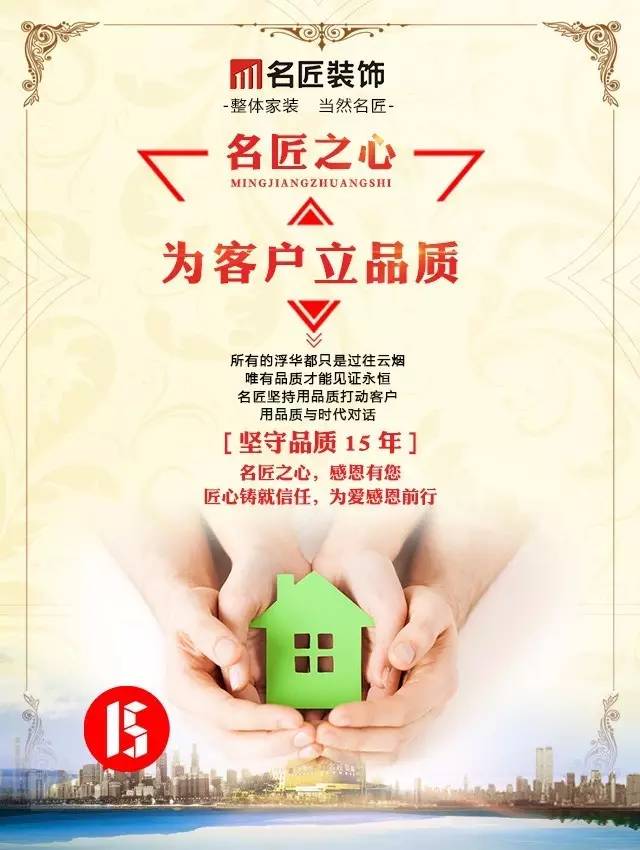 名匠装饰
-整体家装 当然名匠-
名匠之心
MINGJIANGZHUANGSHI
为客户立品质
所有的浮华都只是过往云烟
唯有品质才能见证永恒
名匠坚持用品质打动客户
用品质与时代对话
[ 坚守品质 15 年 ]
名匠之心，感恩有您
匠心铸就信任，为爱感恩前行
15